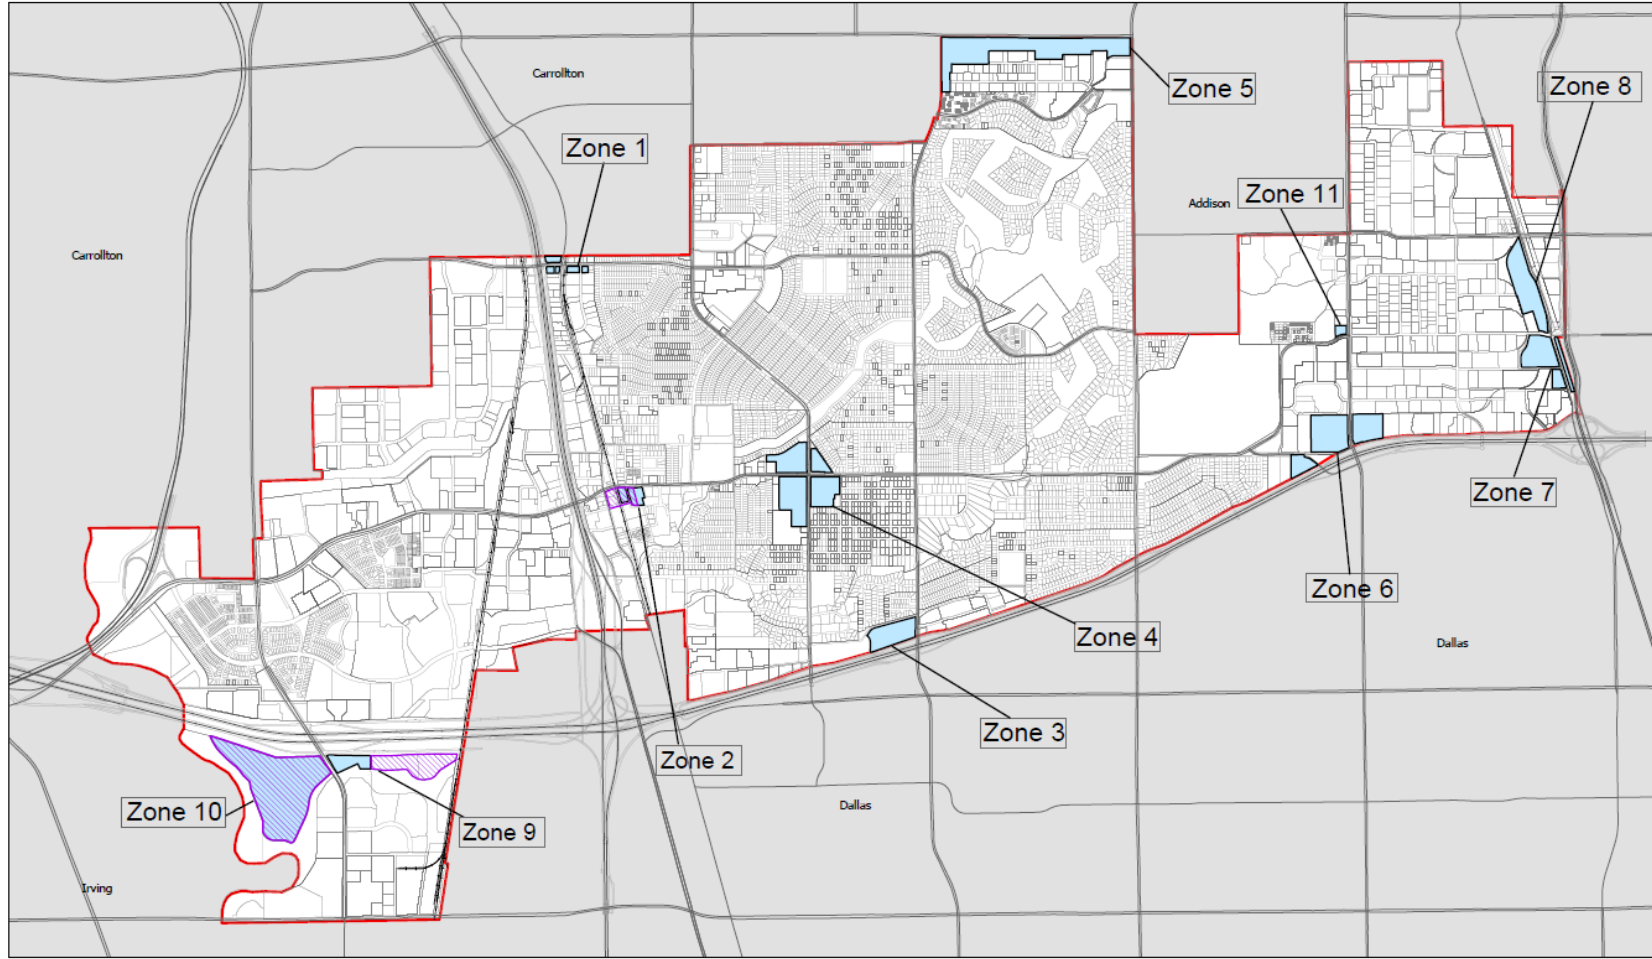 Carrollton
Zone 5
Zone 8
Zone 1
Addison
Zone 11
Carrollton
Zone 7
Zone 6
Zone 4
Dallas
Zone 3
Zone 2
Dallas
Zone 10
Zone 9
Irving